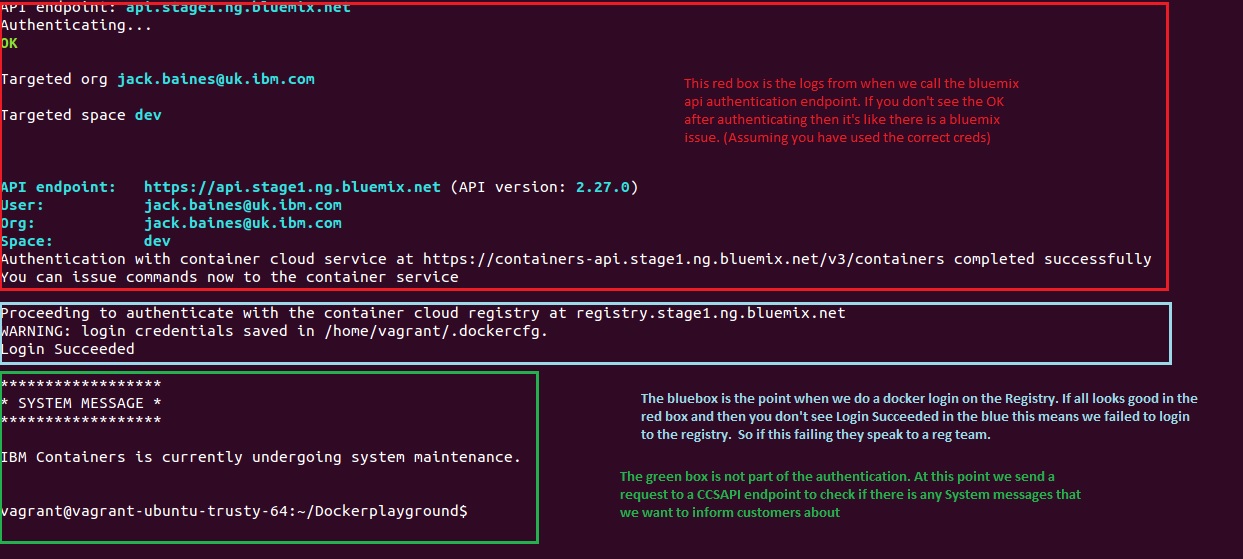 API endpoint: api.stage1.ng.bluemix.net
Authenticating...
OK
Targeted org jack.baines@uk.ibm.com
Targeted space dev
This red box is the logs from when we call the bluemix
api authentication endpoint. If you don't see the OK
after authenticating then it's like there is a bluemix
issue. (Assuming you have used the correct creds)
API endpoint: https://api.stage1.ng.bluemix.net (API version: 2.27.0)
User: jack.baines@uk.ibm.com
Org: jack.baines@uk.ibm.com
Space: dev
Authentication with container cloud service at https://containers-api.stage1.ng.bluemix.net/v3/containers completed successfully
You can issue commands now to the container service
Proceeding to authenticate with the container cloud registry at registry.stage1.ng.bluemix.net
WARNING: login credentials saved in /home/vagrant/.dockercfg.
Login Succeeded
******************
* SYSTEM MESSAGE *
******************
IBM Containers is currently undergoing system maintenance.
vagrant@vagrant-ubuntu-trusty-64:~/Dockerplayground$
The bluebox is the point when we do a docker login on the Registry. If all looks good in the
red box and then you don't see Login Succeeded in the blue this means we failed to login
to the registry. So if this failing they speak to a reg team.
The green box is not part of the authentication. At this point we send a
request to a CCSAPI endpoint to check if there is any System messages that
we want to inform customers about